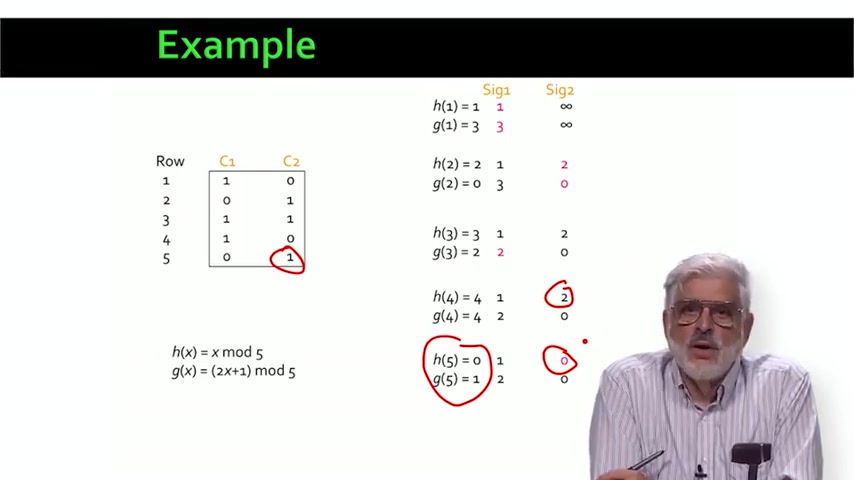 Example
Row C1 C2
1 1 0
2 0 1
3 1 1
4 1 0
5 0 1
h(x) = x mod 5
g(x) = (2x+1) mod 5
Sig1 Sig2
h(1) = 1 1 ∞
g(1) = 3 3 ∞
h(2) = 2 1 2
g(2) = 0 3 0
h(3) = 3 1 2
g(3) = 2 2 0
h(4) = 4 1 2
g(4) = 4 2 0
h(5) = 0 1 0
g(5) = 1 2 0